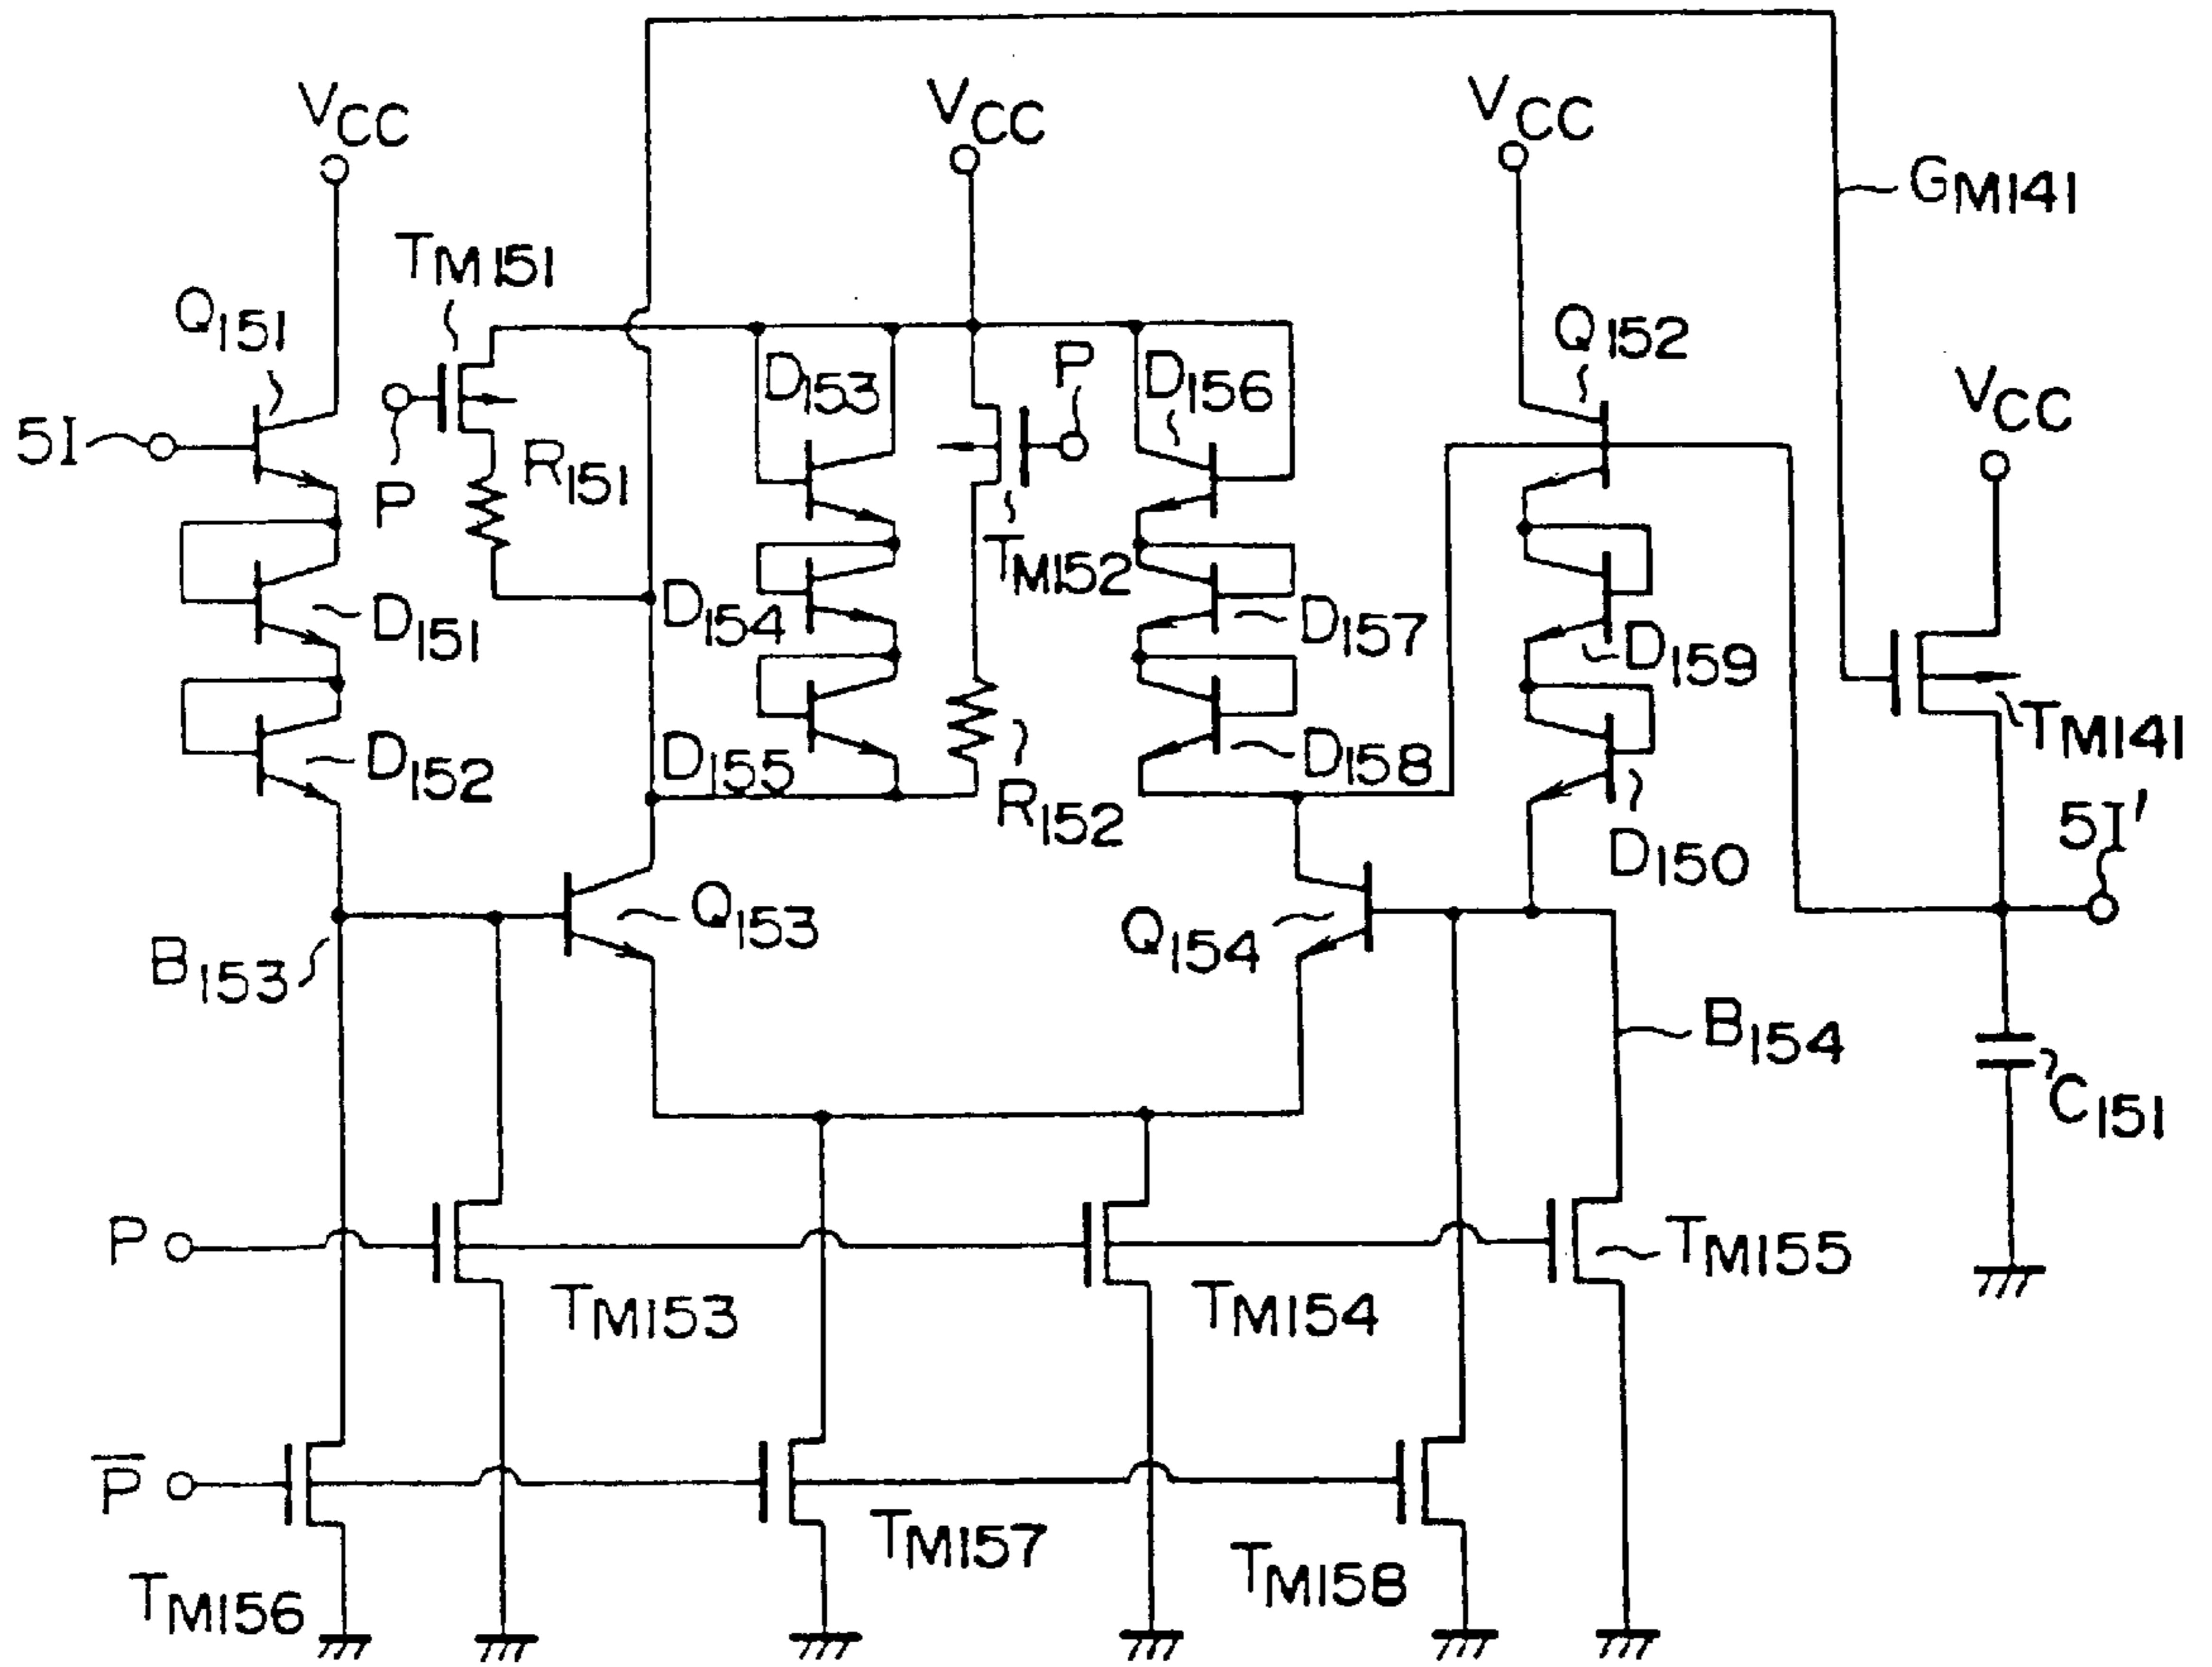 VCC
VCC
VCC
GM141
TM151
Q151
Q152
P
D153
D156
VCC
5I
P
R151
TM152
D154
D157
D151
D159
TM141
D155
D158
D152
R152
5I'
D150
Q153
Q154
B153
B154
C151
P
TM155
TM153
TM154
P̅
TM157
TM158
TM156